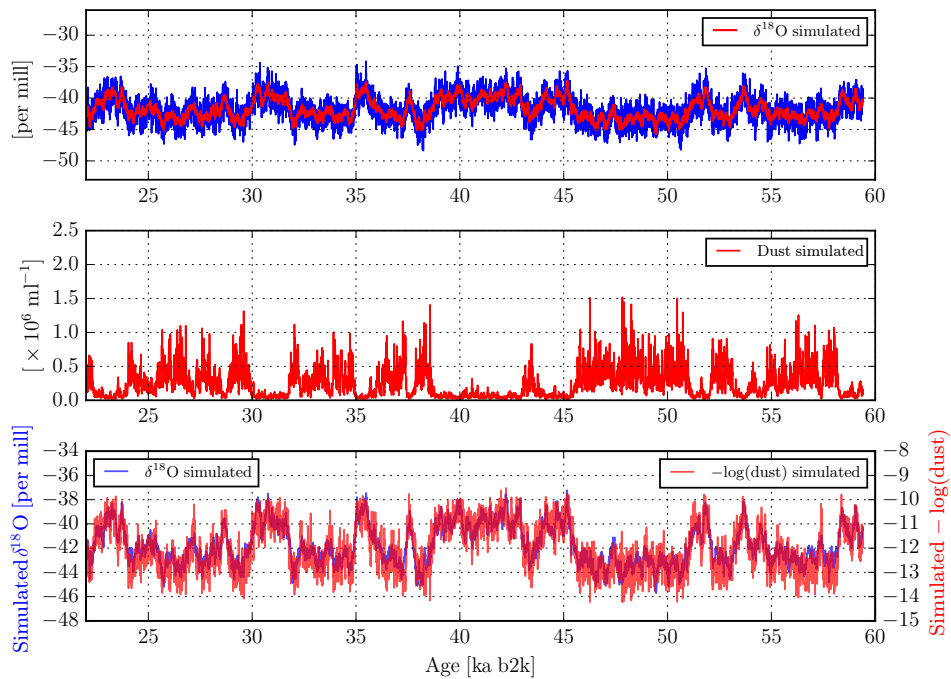 −26
−30
−35
−40
−45
−50
[per mill]
δ¹⁸O simulated
25 30 35 40 45 50 55 60
2.5
2.0
1.5
1.0
0.5
0.0
[ × 10⁶ ml⁻¹]
Dust simulated
25 30 35 40 45 50 55 60
−34
−36
−38
−40
−42
−44
−46
−48
Simulated δ¹⁸O [per mill]
δ¹⁸O simulated
−log(dust) simulated
−8
−9
−10
−11
−12
−13
−14
−15
Simulated − log(dust)
25 30 35 40 45 50 55 60
Age [ka b2k]